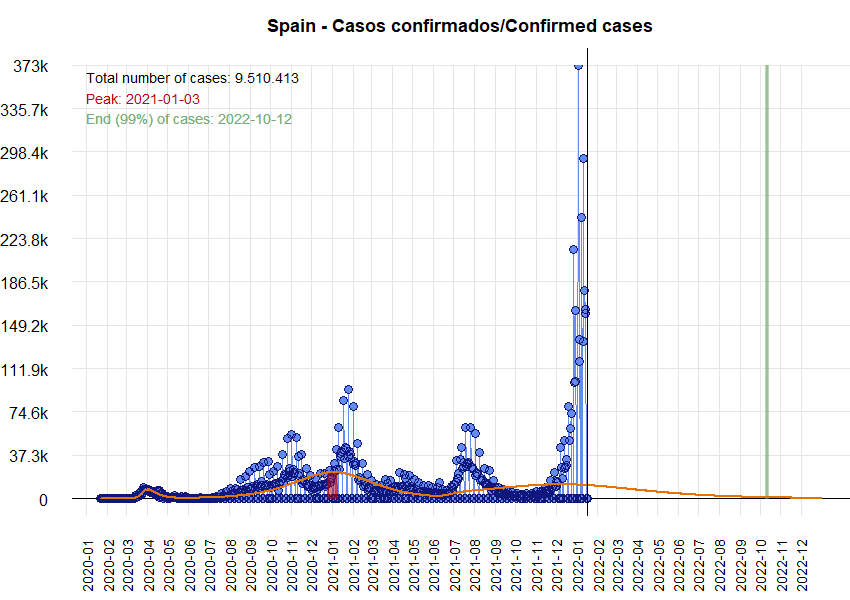 Spain - Casos confirmados/Confirmed cases
373k
335.7k
298.4k
261.1k
223.8k
186.5k
149.2k
111.9k
74.6k
37.3k
0
Total number of cases: 9.510.413
Peak: 2021-01-03
End (99%) of cases: 2022-10-12
2020-01
2020-02
2020-03
2020-04
2020-05
2020-06
2020-07
2020-08
2020-09
2020-10
2020-11
2020-12
2021-01
2021-02
2021-03
2021-04
2021-05
2021-06
2021-07
2021-08
2021-09
2021-10
2021-11
2021-12
2022-01
2022-02
2022-03
2022-04
2022-05
2022-06
2022-07
2022-08
2022-09
2022-10
2022-11
2022-12